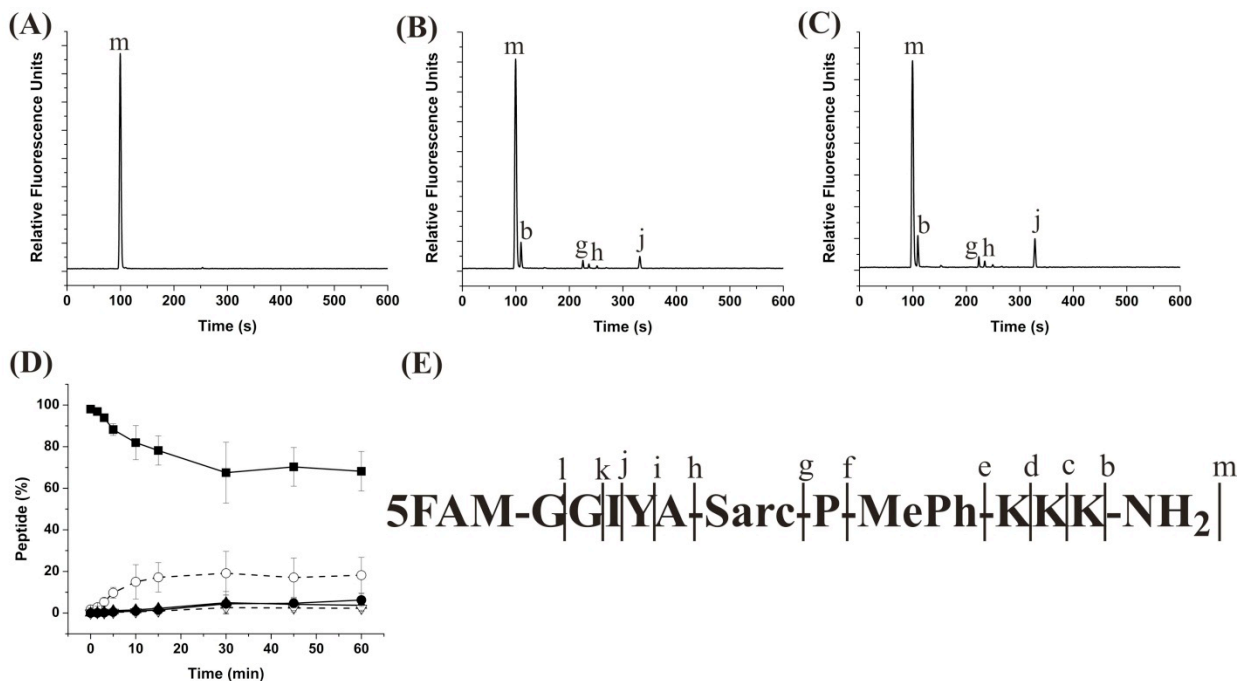 (A)
m
Relative Fluorescence Units
0 100 200 300 400 500 600
Time (s)
(B)
m
b
g h j
Relative Fluorescence Units
0 100 200 300 400 500 600
Time (s)
(C)
m
b
g h j
Relative Fluorescence Units
0 100 200 300 400 500 600
Time (s)
(D)
100
80
60
40
20
0
Peptide (%)
0 10 20 30 40 50 60
Time (min)
(E)
l k j i h g f e d c b m
5FAM-GGIYA-Sarc-P-MePh-KKK-NH₂